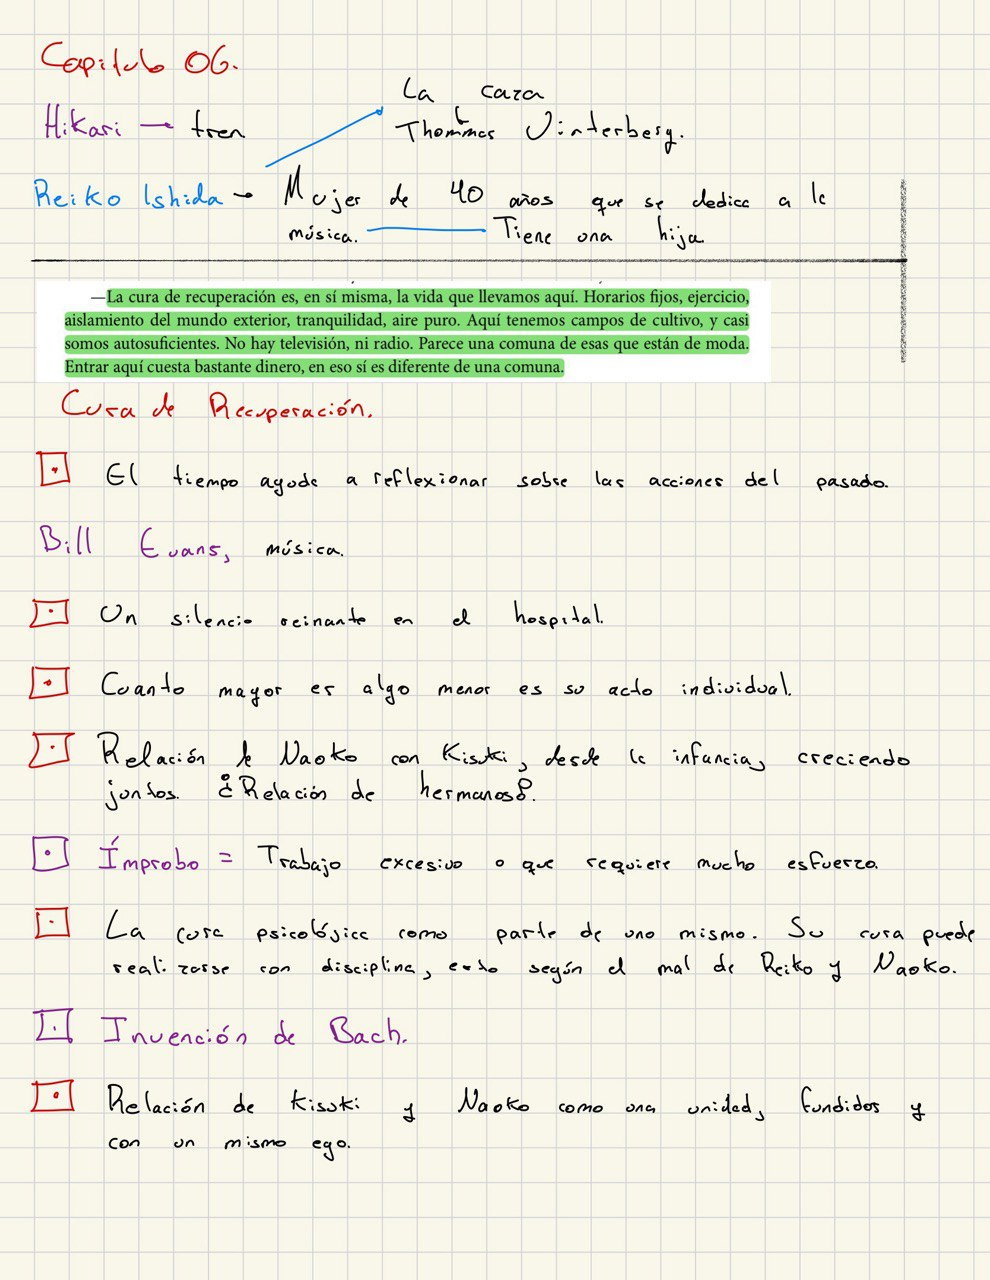 Capitulo 06.
La caza
Hikari → tren
Thommas Vinterberg.
Reiko Ishida → Mujer de 40 años que se dedica a la
música. Tiene una hija
—La cura de recuperación es, en sí misma, la vida que llevamos aquí. Horarios fijos, ejercicio,
aislamiento del mundo exterior, tranquilidad, aire puro. Aquí tenemos campos de cultivo, y casi
somos autosuficientes. No hay televisión, ni radio. Parece una comuna de esas que están de moda.
Entrar aquí cuesta bastante dinero, en eso sí es diferente de una comuna.
Cura de Recuperación.
El tiempo ayuda a reflexionar sobre las acciones del pasado.
Bill Evans, música.
Un silencio reinante en el hospital.
Cuanto mayor es algo menor es su acto individual.
Relación de Naoko con Kisuki, desde la infancia, creciendo
juntos. ¿Relación de hermanos?.
Ímprobo = Trabajo excesivo o que requiere mucho esfuerzo.
La cura psicológica como parte de uno mismo. Su cura puede
realizarse con disciplina, esto según el mal de Reiko y Naoko.
Invención de Bach.
Relación de Kisuki y Naoko como una unidad, fundidos y
con un mismo ego.